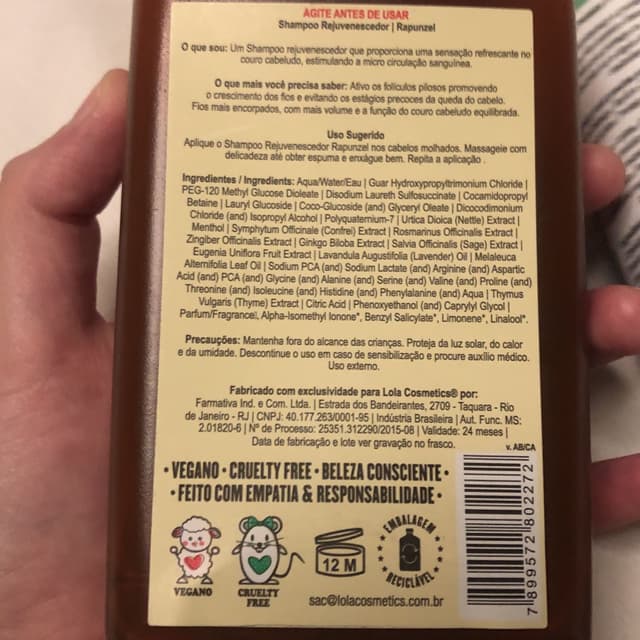 AGITE ANTES DE USAR
Shampoo Rejuvenescedor | Rapunzel
O que sou: Um Shampoo rejuvenescedor que proporciona uma sensação refrescante no
couro cabeludo, estimulando a micro circulação sanguínea.
O que mais você precisa saber: Ativo os folículos pilosos promovendo
o crescimento dos fios e evitando os estágios precoces da queda do cabelo.
Fios mais encorpados, com mais volume e a função do couro cabeludo equilibrada.
Uso Sugerido
Aplique o Shampoo Rejuvenescedor Rapunzel nos cabelos molhados. Massageie com
delicadeza até obter espuma e enxágue bem. Repita a aplicação .
Ingredientes / Ingredients: Aqua/Water/Eau | Guar Hydroxypropyltrimonium Chloride |
PEG-120 Methyl Glucose Dioleate | Disodium Laureth Sulfosuccinate | Cocamidopropyl
Betaine | Lauryl Glucoside | Coco-Glucoside (and) Glyceryl Oleate | Dicocodimonium
Chloride (and) Isopropyl Alcohol | Polyquaternium-7 | Urtica Dioica (Nettle) Extract |
Menthol | Symphytum Officinale (Confrei) Extract | Rosmarinus Officinalis Extract |
Zingiber Officinalis Extract | Ginkgo Biloba Extract | Salvia Officinalis (Sage) Extract |
Eugenia Uniflora Fruit Extract | Lavandula Augustifolia (Lavender) Oil | Melaleuca
Alternifolia Leaf Oil | Sodium PCA (and) Sodium Lactate (and) Arginine (and) Aspartic
Acid (and) PCA (and) Glycine (and) Alanine (and) Serine (and) Valine (and) Proline (and)
Threonine (and) Isoleucine (and) Histidine (and) Phenylalanine (and) Aqua | Thymus
Vulgaris (Thyme) Extract | Citric Acid | Phenoxyethanol (and) Caprylyl Glycol |
Parfum/Fragrancel, Alpha-Isomethyl Ionone*, Benzyl Salicylate*, Limonene*, Linalool*.
Precauções: Mantenha fora do alcance das crianças. Proteja da luz solar, do calor
e da umidade. Descontinue o uso em caso de sensibilização e procure auxílio médico.
Uso externo.
Fabricado com exclusividade para Lola Cosmetics® por:
Farmativa Ind. e Com. Ltda. | Estrada dos Bandeirantes, 2709 - Taquara - Rio
de Janeiro - RJ | CNPJ: 40.177.263/0001-95 | Indústria Brasileira | Aut. Func. MS:
2.01820-6 | Nº de Processo: 25351.312290/2015-08 | Validade: 24 meses |
Data de fabricação e lote ver gravação no frasco.
v. AB/CA
• VEGANO • CRUELTY FREE • BELEZA CONSCIENTE •
• FEITO COM EMPATIA & RESPONSABILIDADE •
VEGANO
CRUELTY
FREE
12 M
EMBALAGEM
RECICLÁVEL
sac@lolacosmetics.com.br
7 899572 802272